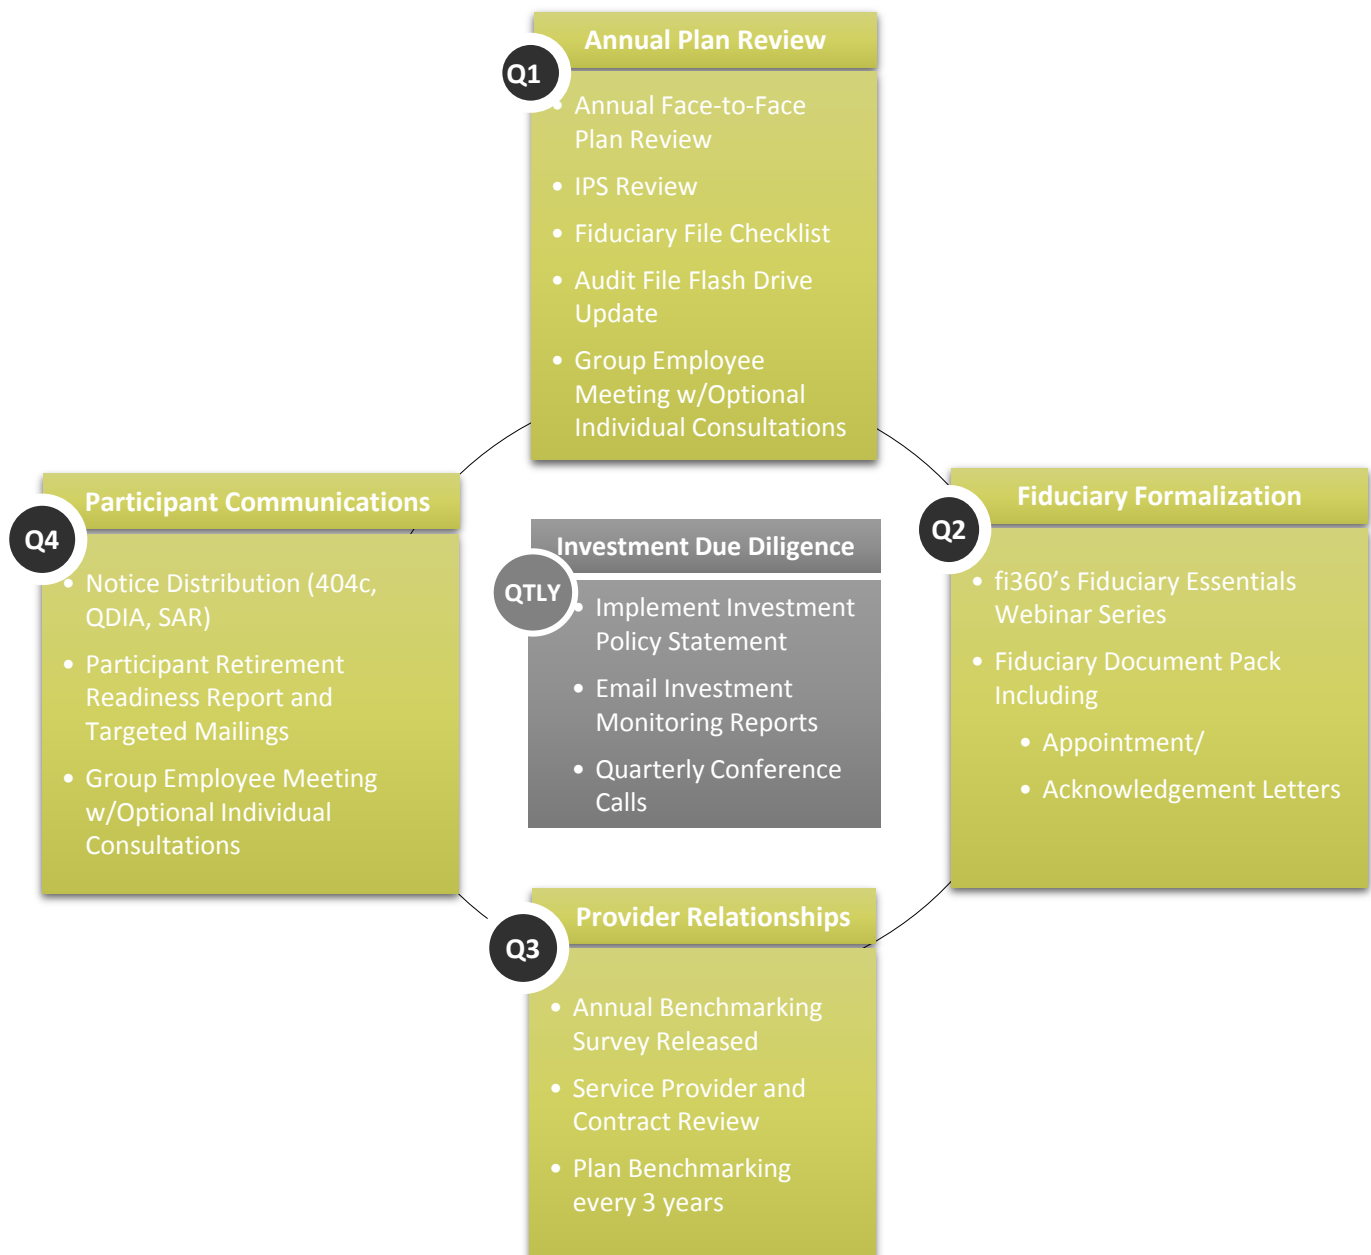 Annual Plan Review
Q1
• Annual Face-to-Face
Plan Review
• IPS Review
• Fiduciary File Checklist
• Audit File Flash Drive
Update
• Group Employee
Meeting w/Optional
Individual Consultations
Fiduciary Formalization
Q2
• fi360's Fiduciary Essentials
Webinar Series
• Fiduciary Document Pack
Including
• Appointment/
• Acknowledgement Letters
Provider Relationships
Q3
• Annual Benchmarking
Survey Released
• Service Provider and
Contract Review
• Plan Benchmarking
every 3 years
Participant Communications
Q4
• Notice Distribution (404c,
QDIA, SAR)
• Participant Retirement
Readiness Report and
Targeted Mailings
• Group Employee Meeting
w/Optional Individual
Consultations
Investment Due Diligence
QTLY
• Implement Investment
Policy Statement
• Email Investment
Monitoring Reports
• Quarterly Conference
Calls